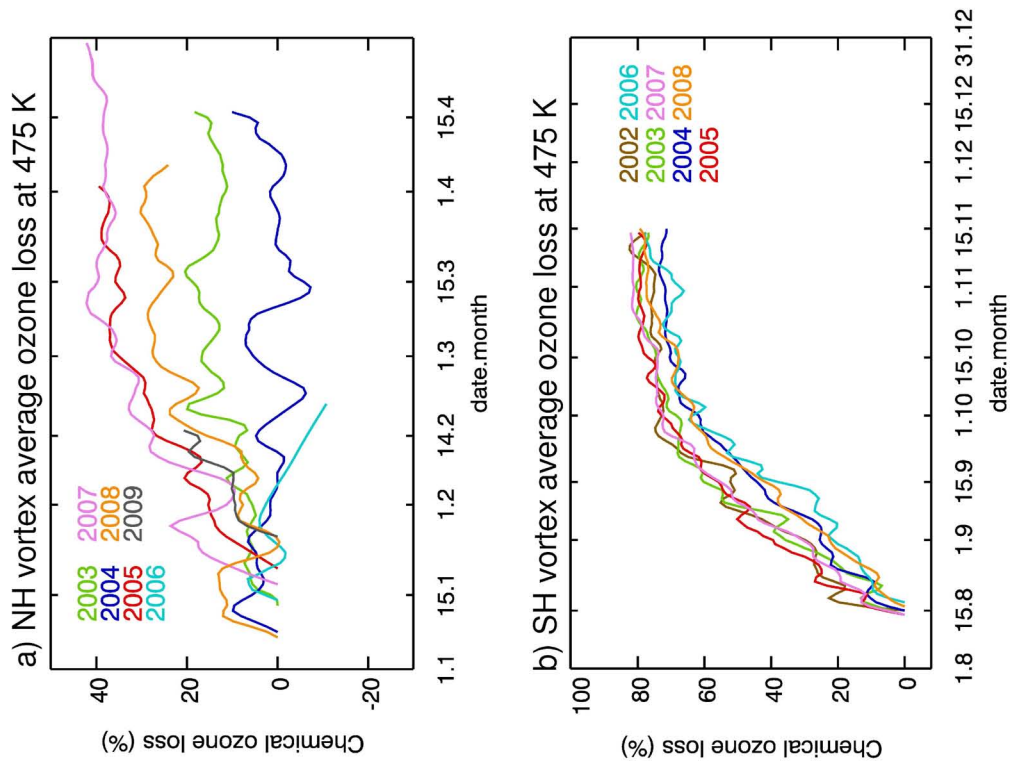 a) NH vortex average ozone loss at 475 K
Chemical ozone loss (%)
40
20
0
-20
2003 2007
2004 2008
2005 2009
2006
1.1 15.1 1.2 14.2 1.3 15.3 1.4 15.4
date.month
b) SH vortex average ozone loss at 475 K
Chemical ozone loss (%)
100
80
60
40
20
0
2002 2006
2003 2007
2004 2008
2005
1.8 15.8 1.9 15.9 1.10 15.10 1.11 15.11 1.12 15.12 31.12
date.month